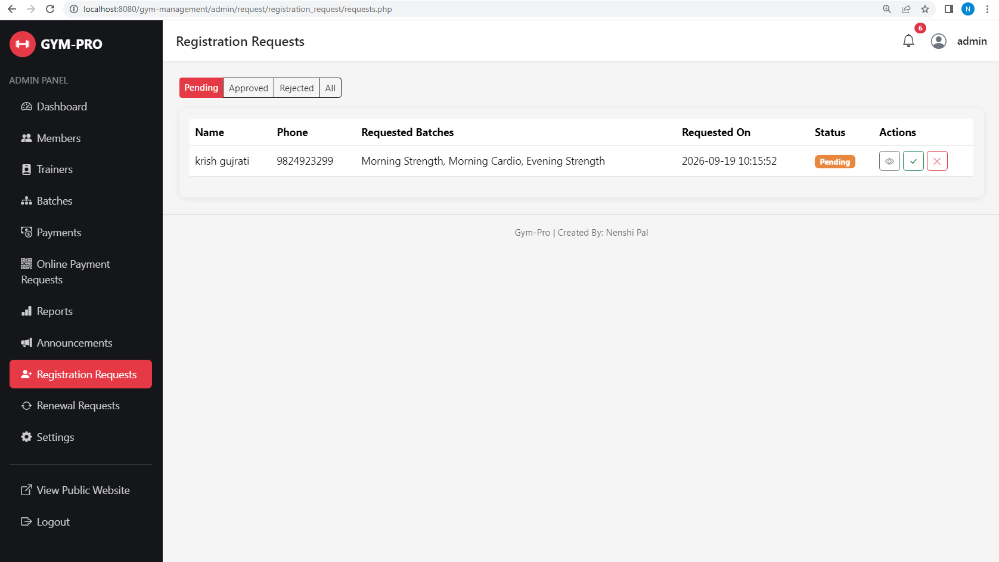 localhost:8080/gym-management/admin/request/registration_request/requests.php
N
GYM-PRO
ADMIN PANEL
Dashboard
Members
Trainers
Batches
Payments
Online Payment
Requests
Reports
Announcements
Registration Requests
Renewal Requests
Settings
View Public Website
Logout
Registration Requests
6
admin
Pending Approved Rejected All
Name Phone Requested Batches Requested On Status Actions
krish gujrati 9824923299 Morning Strength, Morning Cardio, Evening Strength 2026-09-19 10:15:52 Pending
Gym-Pro | Created By: Nenshi Pal